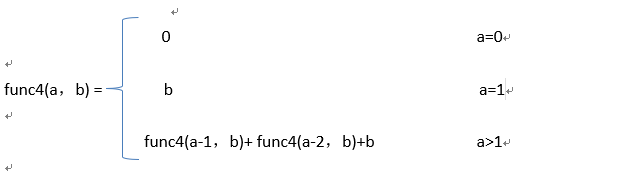 0 a=0
func4(a，b) = b a=1
func4(a-1，b)+ func4(a-2，b)+b a>1